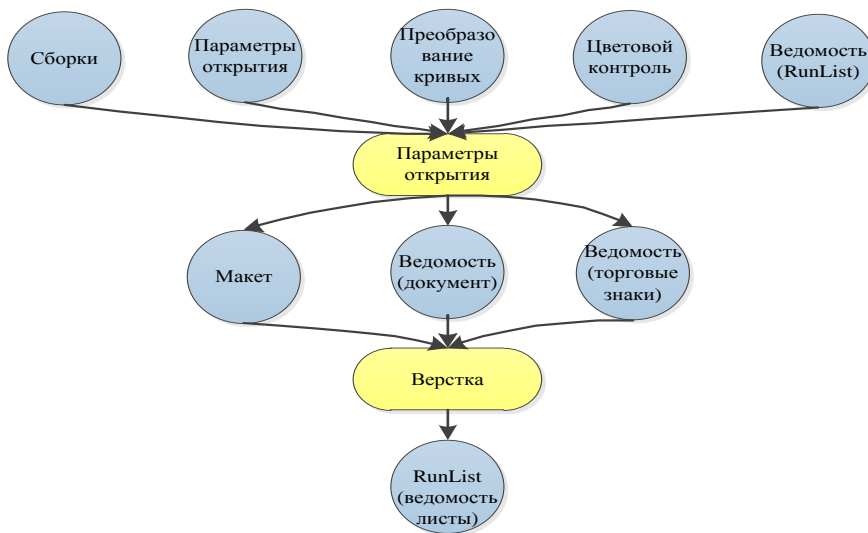 Сборки
Параметры
открытия
Преобразо
вание
кривых
Цветовой
контроль
Ведомость
(RunList)
Параметры
открытия
Макет
Ведомость
(документ)
Ведомость
(торговые
знаки)
Верстка
RunList
(ведомость
листы)